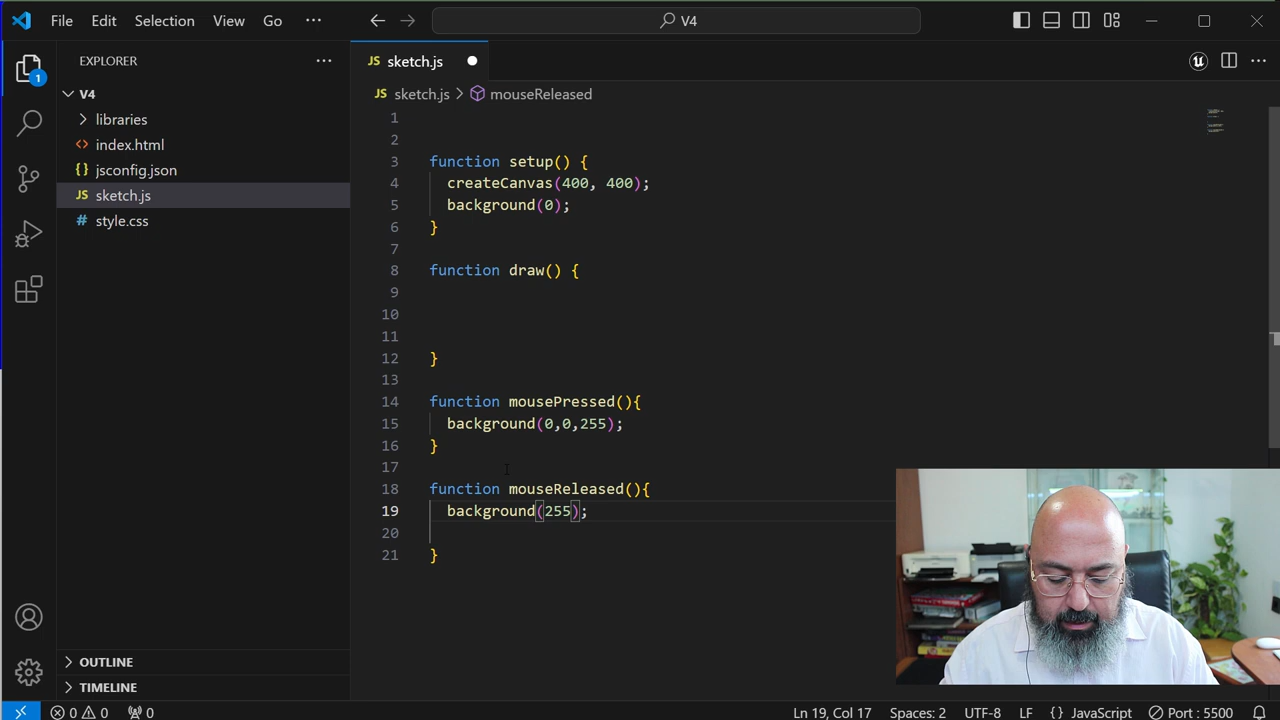 File Edit Selection View Go ··· V4
EXPLORER ···
V4
libraries
index.html
jsconfig.json
sketch.js
style.css
OUTLINE
TIMELINE
1
JS sketch.js
JS sketch.js > mouseReleased
1
2
3 function setup() {
4 createCanvas(400, 400);
5 background(0);
6 }
7
8 function draw() {
9
10
11
12 }
13
14 function mousePressed(){
15 background(0,0,255);
16 }
17
18 function mouseReleased(){
19 background(255);
20
21 }
0 0 0 Ln 19, Col 17 Spaces: 2 UTF-8 LF {} JavaScript Port : 5500